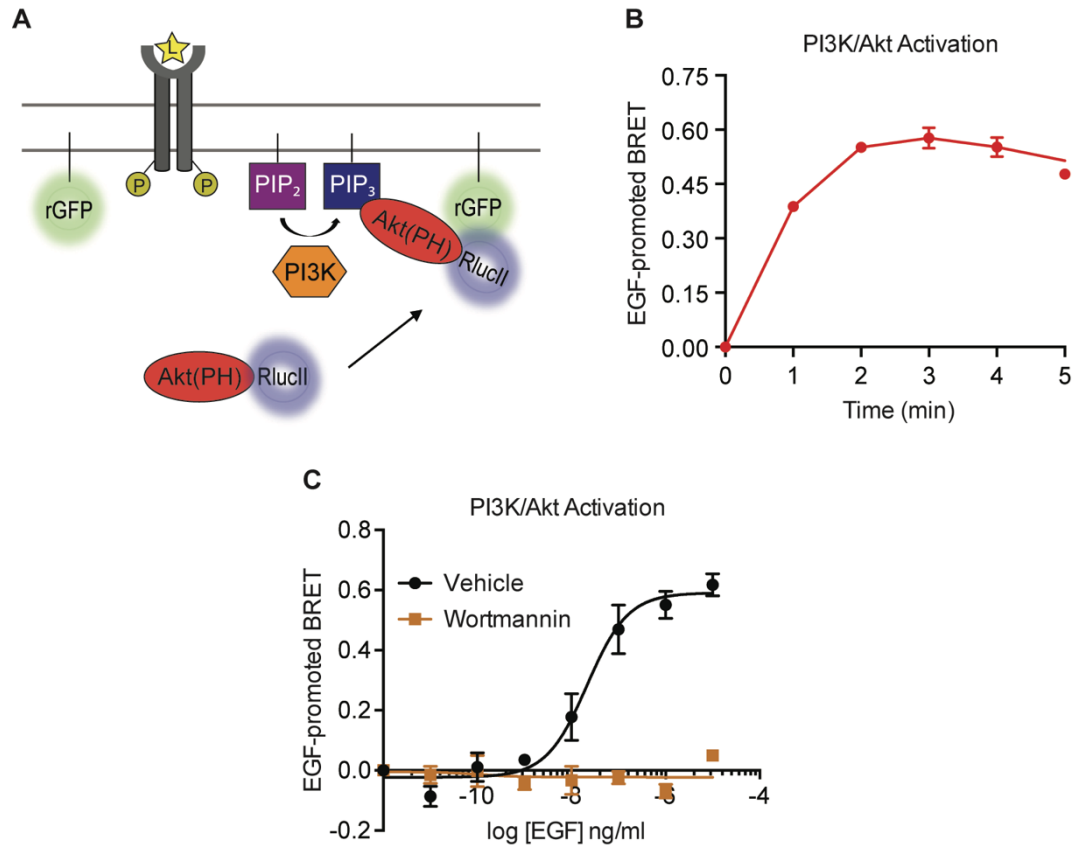 A
L
P
P
rGFP
PIP₂
PIP₃
rGFP
Akt(PH)
RlucII
PI3K
Akt(PH)
RlucII
B
PI3K/Akt Activation
EGF-promoted BRET
0.75
0.60
0.45
0.30
0.15
0.00
0 1 2 3 4 5
Time (min)
C
PI3K/Akt Activation
EGF-promoted BRET
0.8
0.6
0.4
0.2
0.0
-0.2
Vehicle
Wortmannin
-10 -8 -6 -4
log [EGF] ng/ml